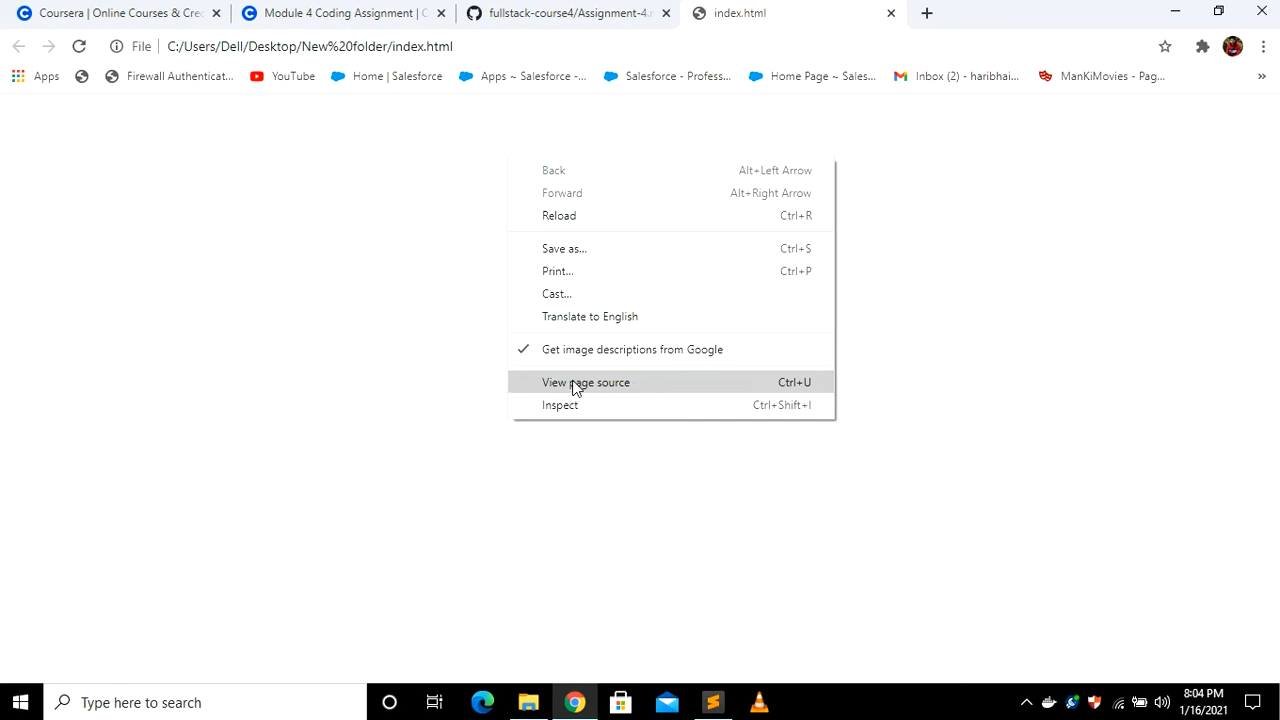 Coursera | Online Courses & Cre
Module 4 Coding Assignment | C
fullstack-course4/Assignment-4.
index.html
File
C:/Users/Dell/Desktop/New%20folder/index.html
Apps
Firewall Authenticat...
YouTube
Home | Salesforce
Apps ~ Salesforce -...
Salesforce - Profess...
Home Page ~ Sales...
Inbox (2) - haribhai...
ManKiMovies - Pag...
»
Back Alt+Left Arrow
Forward Alt+Right Arrow
Reload Ctrl+R
Save as... Ctrl+S
Print... Ctrl+P
Cast...
Translate to English
Get image descriptions from Google
View page source Ctrl+U
Inspect Ctrl+Shift+I
Type here to search
8:04 PM
1/16/2021